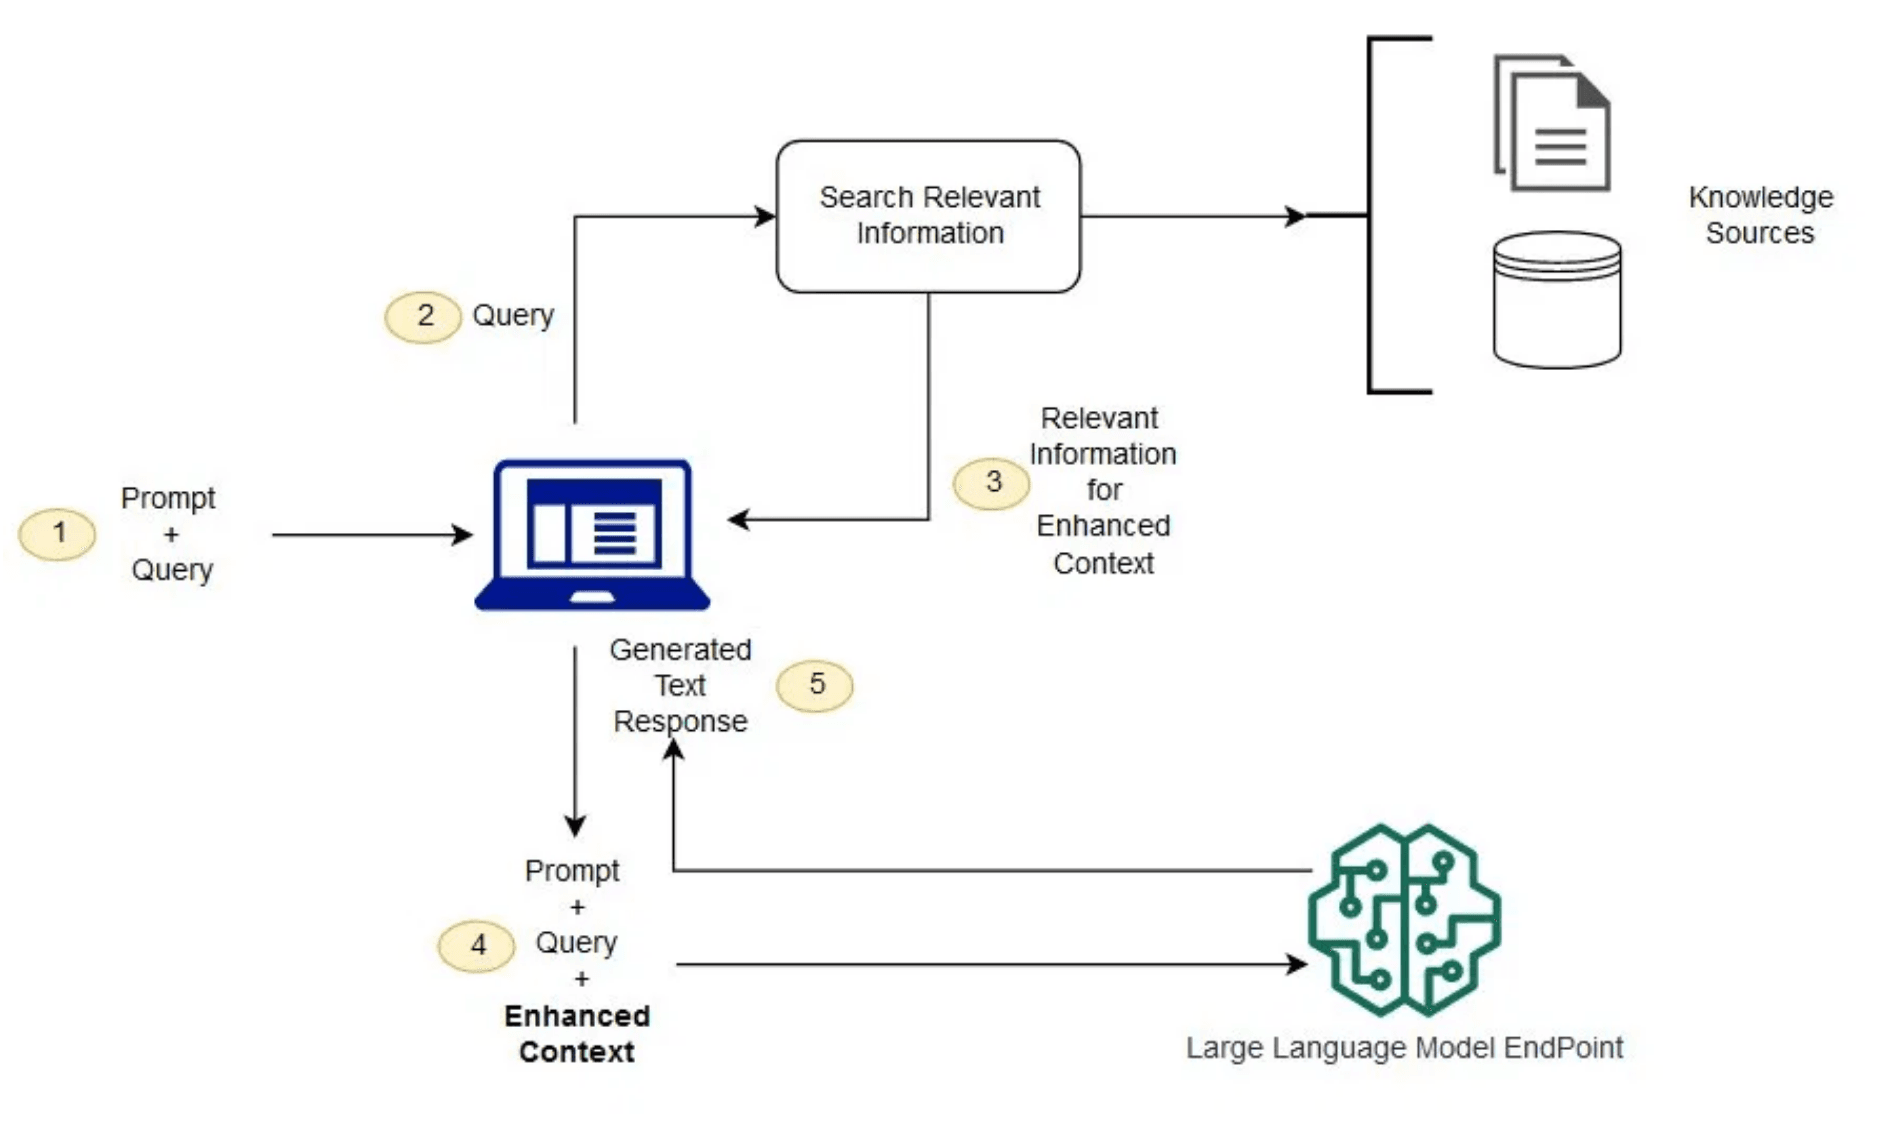 Search Relevant
Information
Knowledge
Sources
2
Query
3
Relevant
Information
for
Enhanced
Context
1
Prompt
+
Query
Generated
Text
Response
5
4
Prompt
+
Query
+
Enhanced
Context
Large Language Model EndPoint